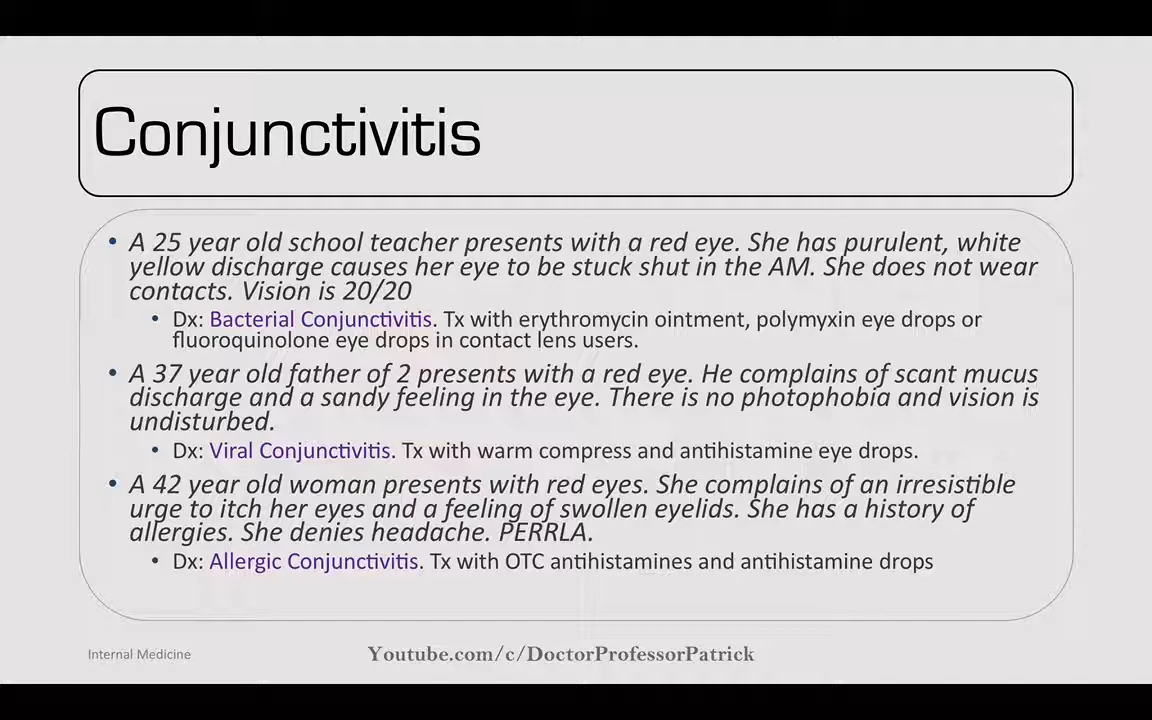 Conjunctivitis
• A 25 year old school teacher presents with a red eye. She has purulent, white
yellow discharge causes her eye to be stuck shut in the AM. She does not wear
contacts. Vision is 20/20
• Dx: Bacterial Conjunctivitis. Tx with erythromycin ointment, polymyxin eye drops or
fluoroquinolone eye drops in contact lens users.
• A 37 year old father of 2 presents with a red eye. He complains of scant mucus
discharge and a sandy feeling in the eye. There is no photophobia and vision is
undisturbed.
• Dx: Viral Conjunctivitis. Tx with warm compress and antihistamine eye drops.
• A 42 year old woman presents with red eyes. She complains of an irresistible
urge to itch her eyes and a feeling of swollen eyelids. She has a history of
allergies. She denies headache. PERRLA.
• Dx: Allergic Conjunctivitis. Tx with OTC antihistamines and antihistamine drops
Internal Medicine
Youtube.com/c/DoctorProfessorPatrick